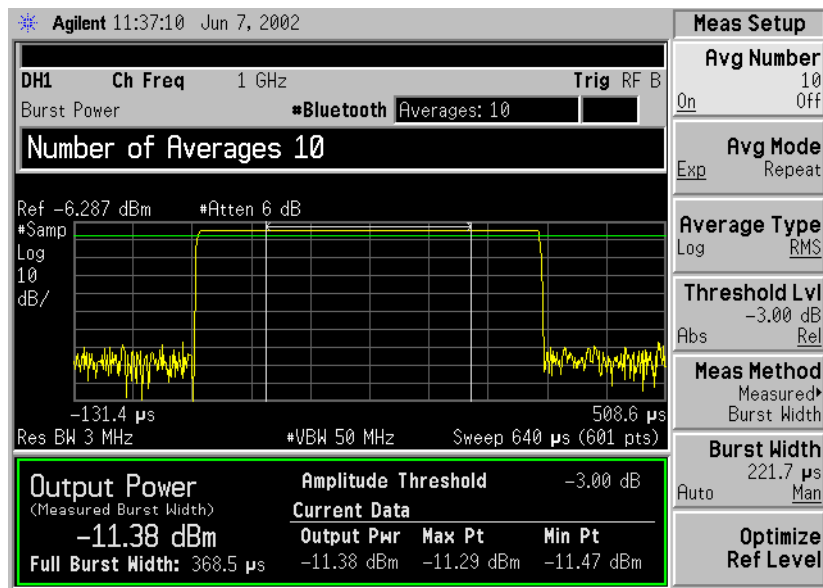 Agilent 11:37:10 Jun 7, 2002
DH1 Ch Freq 1 GHz Trig RF B
Burst Power #Bluetooth Averages: 10
Number of Averages 10
Ref -6.287 dBm #Atten 6 dB
#Samp
Log
10
dB/
-131.4 µs 508.6 µs
Res BW 3 MHz #VBW 50 MHz Sweep 640 µs (601 pts)
Output Power
(Measured Burst Width)
-11.38 dBm
Full Burst Width: 368.5 µs
Amplitude Threshold -3.00 dB
Current Data
Output Pwr Max Pt Min Pt
-11.38 dBm -11.29 dBm -11.47 dBm
Meas Setup
Avg Number
10
On Off
Avg Mode
Exp Repeat
Average Type
Log RMS
Threshold Lvl
-3.00 dB
Abs Rel
Meas Method
Measured
Burst Width
Burst Width
221.7 µs
Auto Man
Optimize
Ref Level